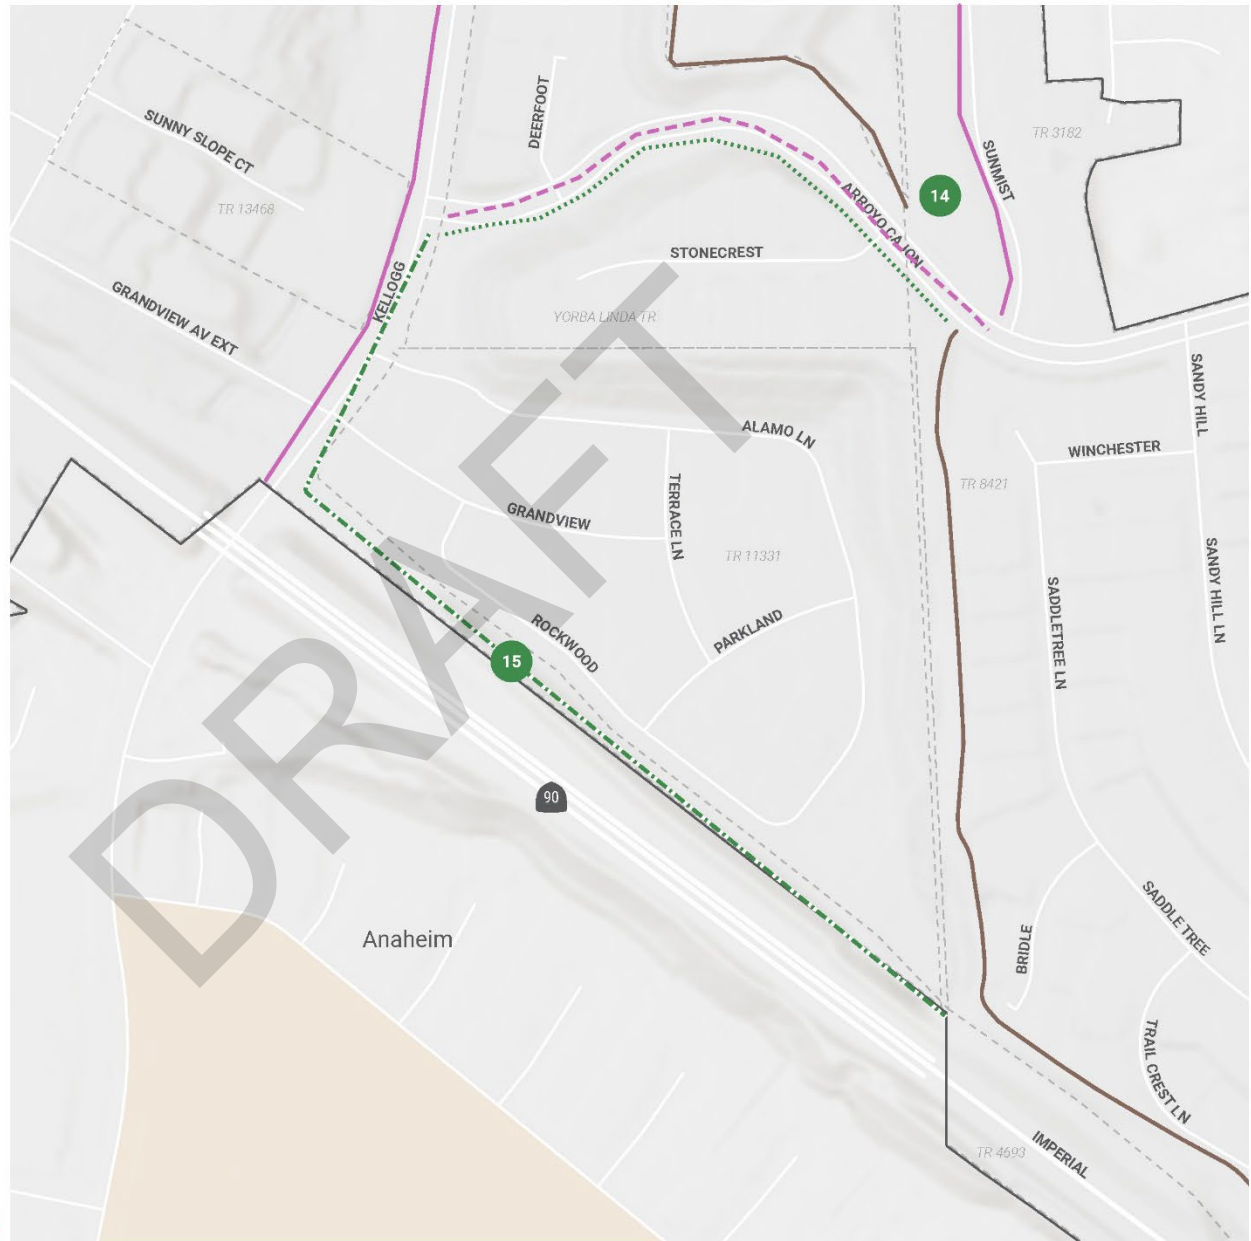 SUNNY SLOPE CT
TR 13468
DEERFOOT
TR 3182
SUNMIST
14
ARROYO CAJON
STONECREST
KELLOGG
GRANDVIEW AV EXT
YORBA LINDA TR
ALAMO LN
SANDY HILL
WINCHESTER
TR 8421
TERRACE LN
GRANDVIEW
TR 11331
SANDY HILL LN
SADDLETREE LN
PARKLAND
ROCKWOOD
15
90
DRAFT
Anaheim
SADDLE TREE
BRIDLE
TRAIL CREST LN
IMPERIAL
TR 4693